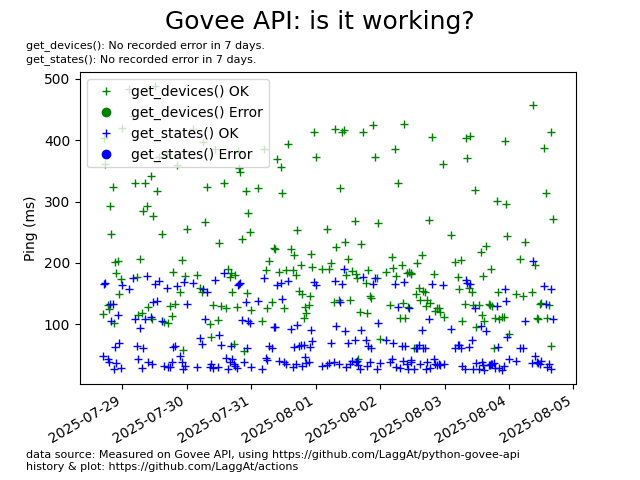 Govee API: is it working?
get_devices(): No recorded error in 7 days.
get_states(): No recorded error in 7 days.
500
400
300
200
100
Ping (ms)
get_devices() OK
get_devices() Error
get_states() OK
get_states() Error
2025-07-29
2025-07-30
2025-07-31
2025-08-01
2025-08-02
2025-08-03
2025-08-04
2025-08-05
data source: Measured on Govee API, using https://github.com/LaggAt/python-govee-api
history & plot: https://github.com/LaggAt/actions